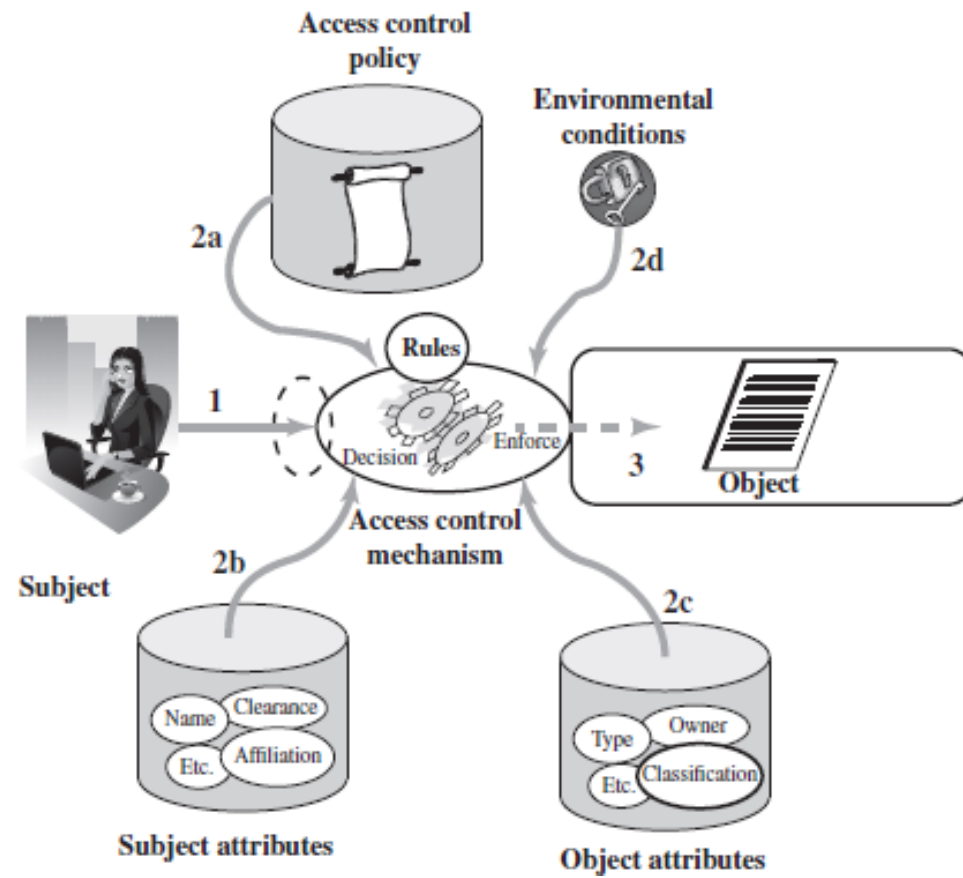 Access control
policy
Environmental
conditions
2a
2d
Rules
1
Decision
Enforce
3
Object
Access control
mechanism
Subject
2b
2c
Name
Clearance
Etc.
Affiliation
Type
Owner
Etc.
Classification
Subject attributes
Object attributes